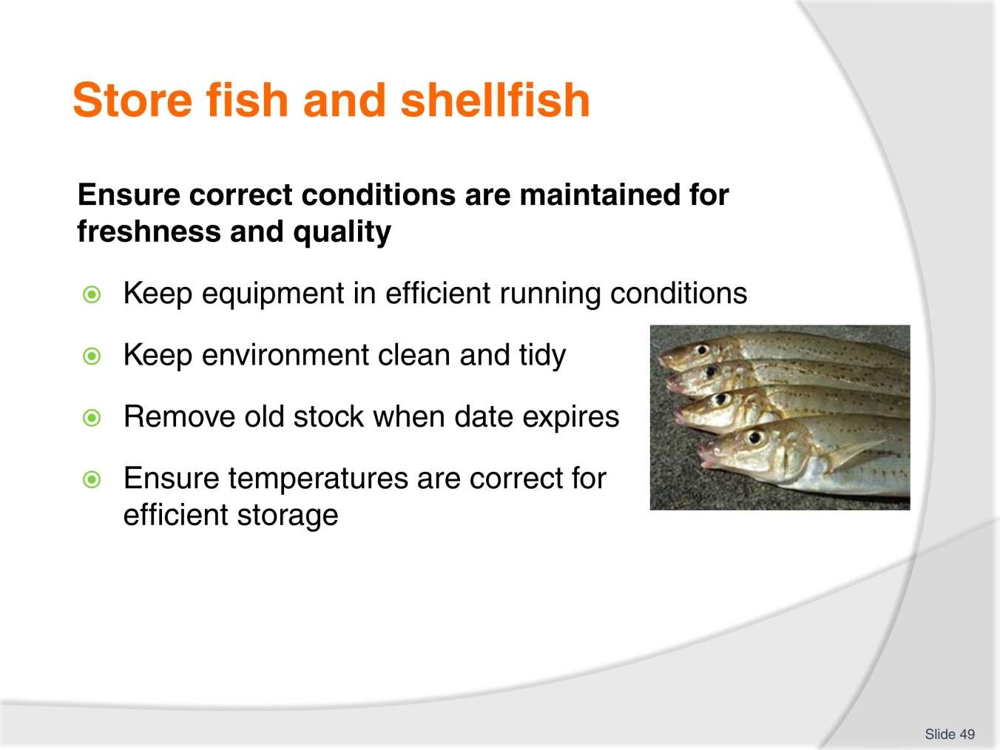 Store fish and shellfish
Ensure correct conditions are maintained for
freshness and quality
Keep equipment in efficient running conditions
Keep environment clean and tidy
Remove old stock when date expires
Ensure temperatures are correct for
efficient storage
Slide 49